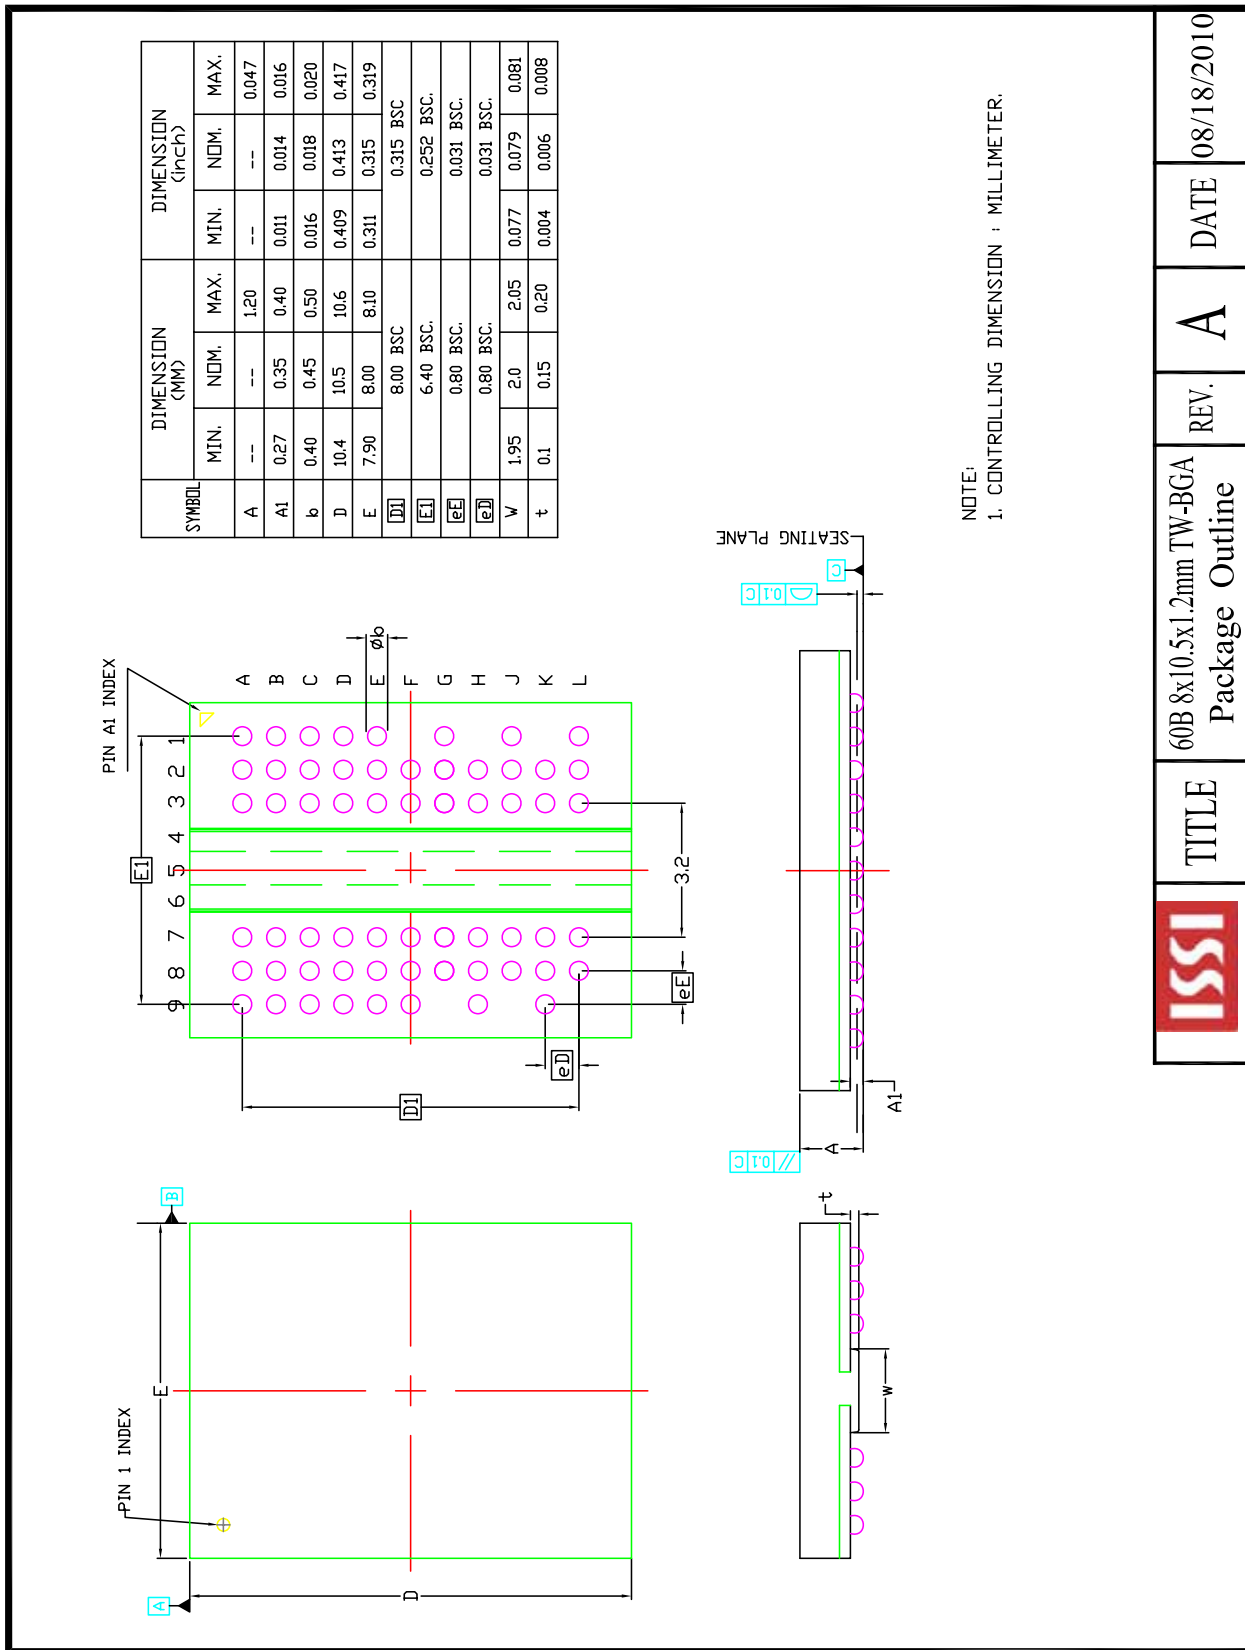 PIN 1 INDEX
E
D
A
B
PIN A1 INDEX
1 2 3 4 5 6 7 8 9
A
B
C
D
E
F
G
H
J
K
L
E1
D1
eD
eE
3.2
øb
SYMBOL DIMENSION (MM) DIMENSION (inch)
MIN. NOM. MAX. MIN. NOM. MAX.
A -- -- 1.20 -- -- 0.047
A1 0.27 0.35 0.40 0.011 0.014 0.016
b 0.40 0.45 0.50 0.016 0.018 0.020
D 10.4 10.5 10.6 0.409 0.413 0.417
E 7.90 8.00 8.10 0.311 0.315 0.319
D1 8.00 BSC 0.315 BSC
E1 6.40 BSC. 0.252 BSC.
eE 0.80 BSC. 0.031 BSC.
eD 0.80 BSC. 0.031 BSC.
W 1.95 2.0 2.05 0.077 0.079 0.081
t 0.1 0.15 0.20 0.004 0.006 0.008
t
w
// 0.1 C
A
A1
0.1 C
C
SEATING PLANE
NOTE:
1. CONTROLLING DIMENSION : MILLIMETER.
ISSI
TITLE
60B 8x10.5x1.2mm TW-BGA
Package Outline
REV.
A
DATE
08/18/2010